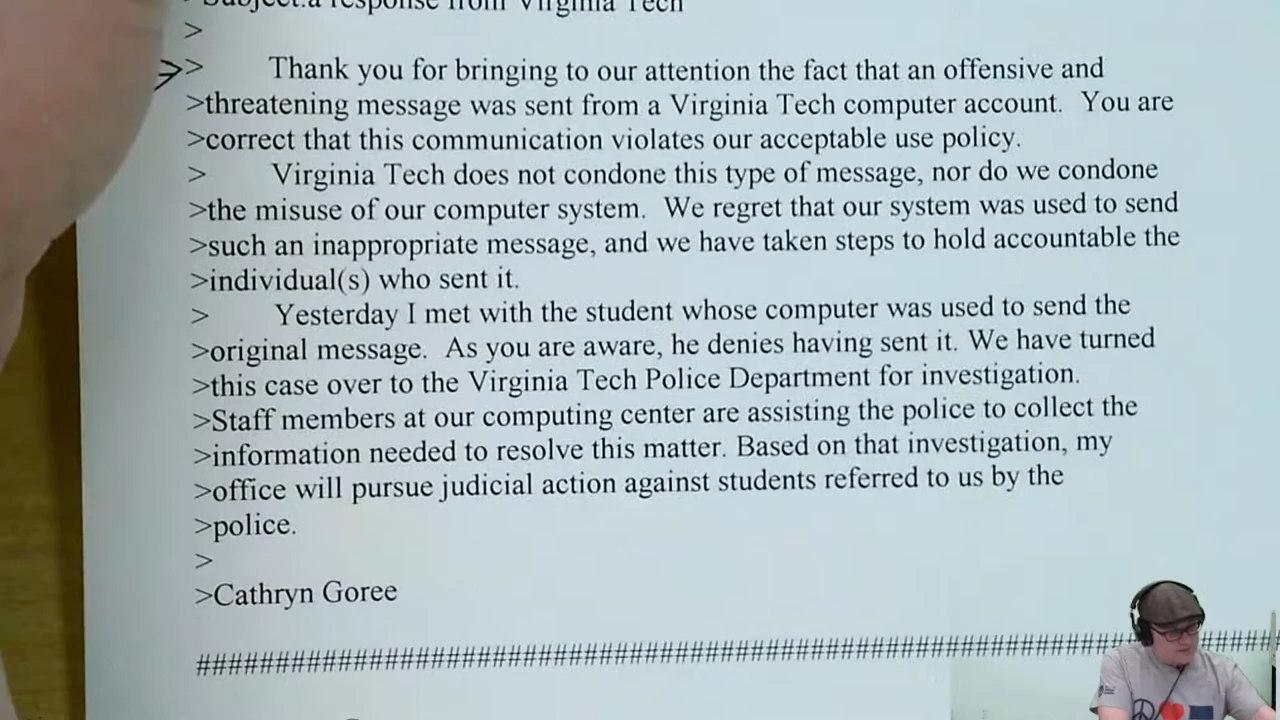 Subject:a response from Virginia Tech
>
>>	Thank you for bringing to our attention the fact that an offensive and
>threatening message was sent from a Virginia Tech computer account.  You are
>correct that this communication violates our acceptable use policy.
>	Virginia Tech does not condone this type of message, nor do we condone
>the misuse of our computer system.  We regret that our system was used to send
>such an inappropriate message, and we have taken steps to hold accountable the
>individual(s) who sent it.
>	Yesterday I met with the student whose computer was used to send the
>original message.  As you are aware, he denies having sent it. We have turned
>this case over to the Virginia Tech Police Department for investigation.
>Staff members at our computing center are assisting the police to collect the
>information needed to resolve this matter. Based on that investigation, my
>office will pursue judicial action against students referred to us by the
>police.
>
>Cathryn Goree
################################################################################